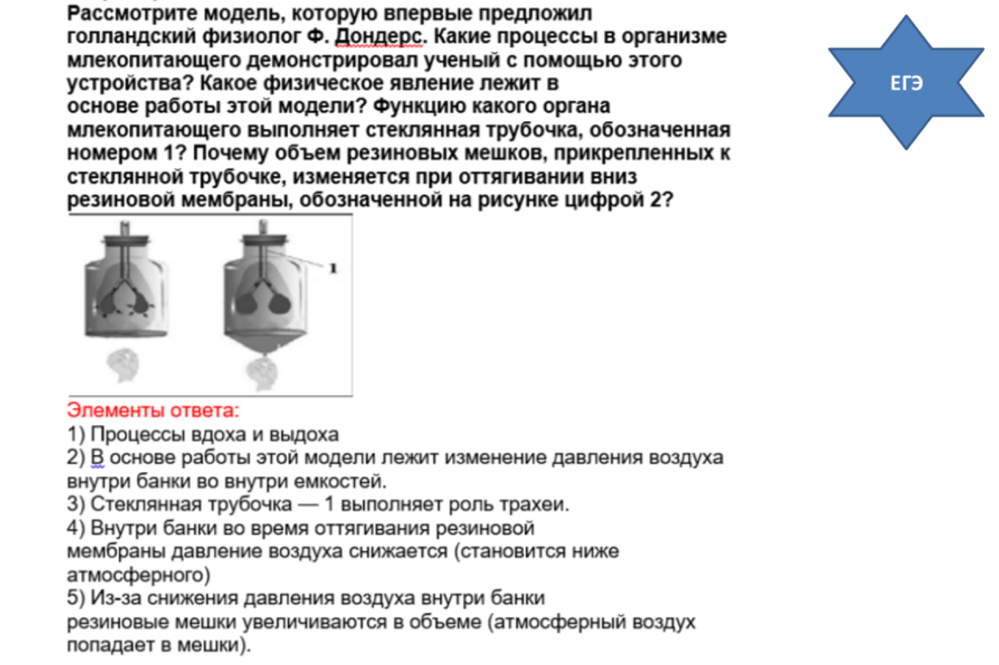 Рассмотрите модель, которую впервые предложил
голландский физиолог Ф. Дондерс. Какие процессы в организме
млекопитающего демонстрировал ученый с помощью этого
устройства? Какое физическое явление лежит в
основе работы этой модели? Функцию какого органа
млекопитающего выполняет стеклянная трубочка, обозначенная
номером 1? Почему объем резиновых мешков, прикрепленных к
стеклянной трубочке, изменяется при оттягивании вниз
резиновой мембраны, обозначенной на рисунке цифрой 2?
ЕГЭ
1
Элементы ответа:
1) Процессы вдоха и выдоха
2) В основе работы этой модели лежит изменение давления воздуха
внутри банки во внутри емкостей.
3) Стеклянная трубочка — 1 выполняет роль трахеи.
4) Внутри банки во время оттягивания резиновой
мембраны давление воздуха снижается (становится ниже
атмосферного)
5) Из-за снижения давления воздуха внутри банки
резиновые мешки увеличиваются в объеме (атмосферный воздух
попадает в мешки).